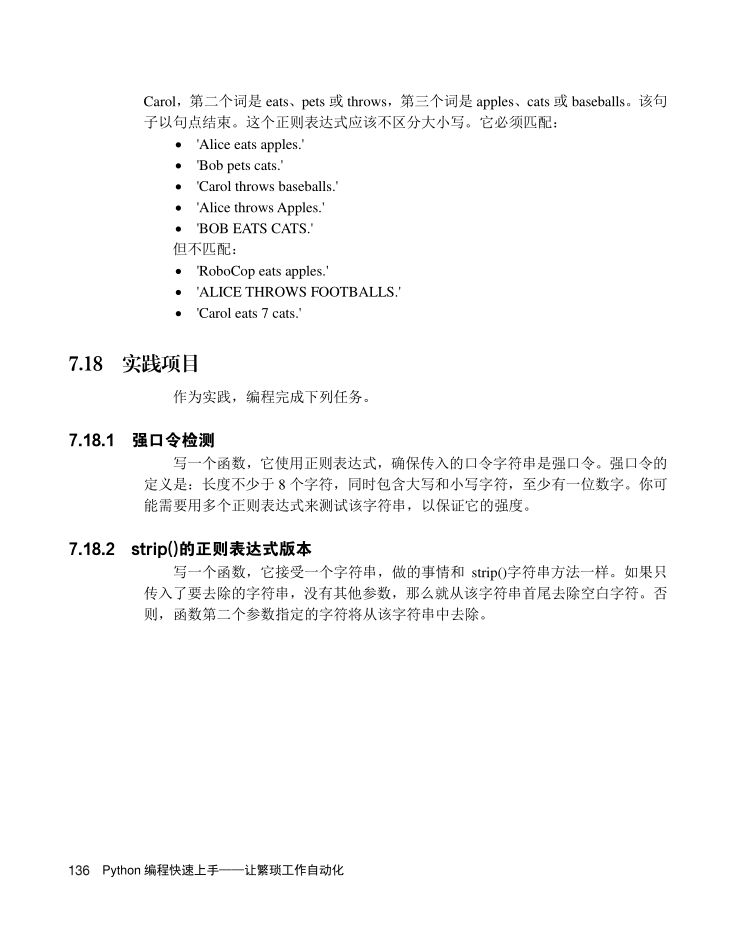 Carol，第二个词是 eats、pets 或 throws，第三个词是 apples、cats 或 baseballs。该句
子以句点结束。这个正则表达式应该不区分大小写。它必须匹配：
• 'Alice eats apples.'
• 'Bob pets cats.'
• 'Carol throws baseballs.'
• 'Alice throws Apples.'
• 'BOB EATS CATS.'
但不匹配：
• 'RoboCop eats apples.'
• 'ALICE THROWS FOOTBALLS.'
• 'Carol eats 7 cats.'
7.18 实践项目
作为实践，编程完成下列任务。
7.18.1 强口令检测
写一个函数，它使用正则表达式，确保传入的口令字符串是强口令。强口令的
定义是：长度不少于 8 个字符，同时包含大写和小写字符，至少有一位数字。你可
能需要用多个正则表达式来测试该字符串，以保证它的强度。
7.18.2 strip()的正则表达式版本
写一个函数，它接受一个字符串，做的事情和 strip()字符串方法一样。如果只
传入了要去除的字符串，没有其他参数，那么就从该字符串首尾去除空白字符。否
则，函数第二个参数指定的字符将从该字符串中去除。
136 Python 编程快速上手——让繁琐工作自动化